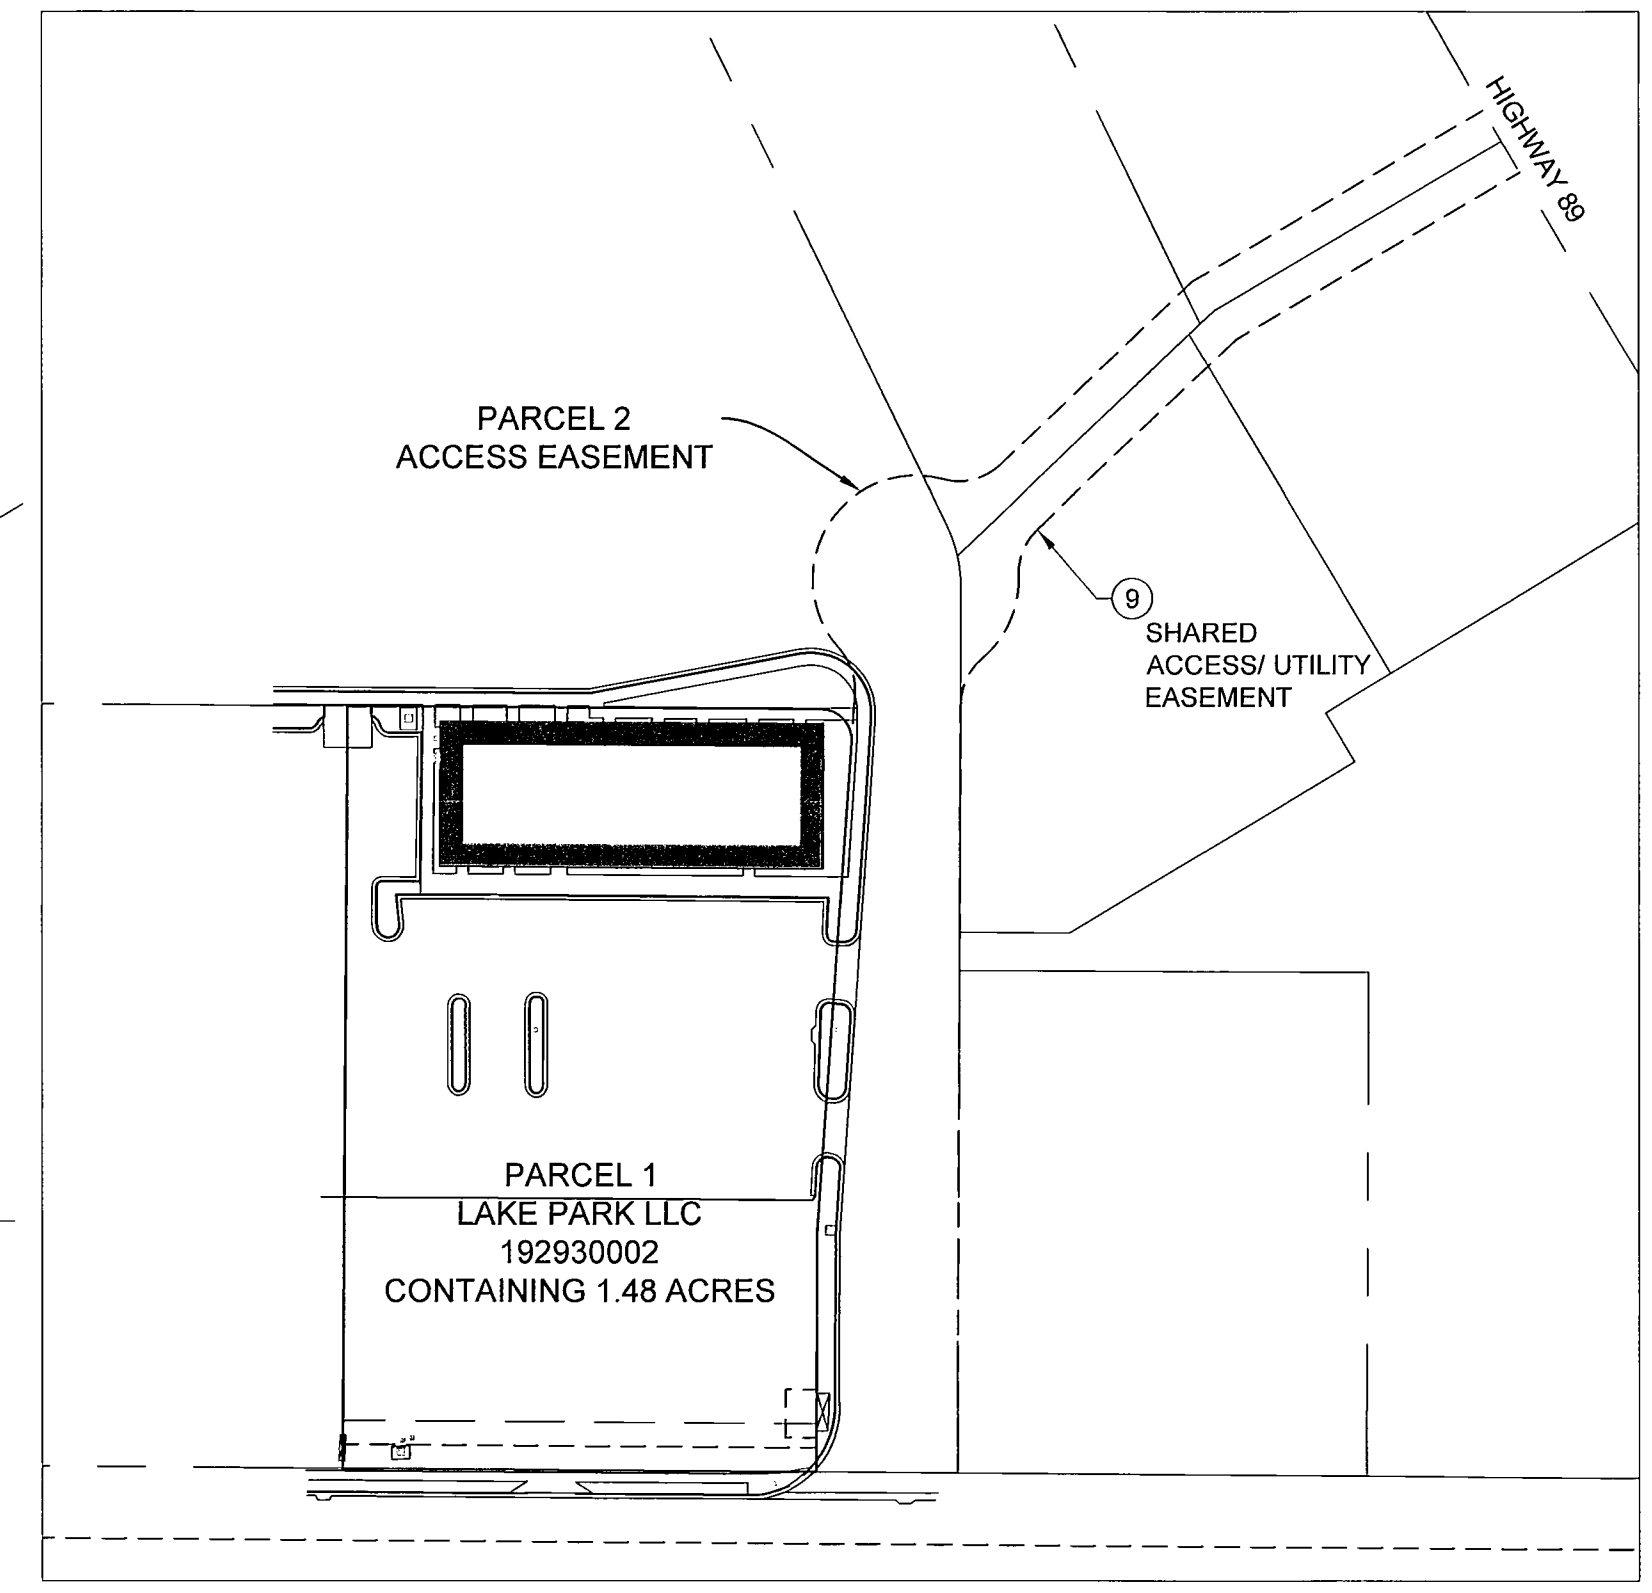 HIGHWAY 89
PARCEL 2
ACCESS EASEMENT
9
SHARED
ACCESS/ UTILITY
EASEMENT
PARCEL 1
LAKE PARK LLC
192930002
CONTAINING 1.48 ACRES